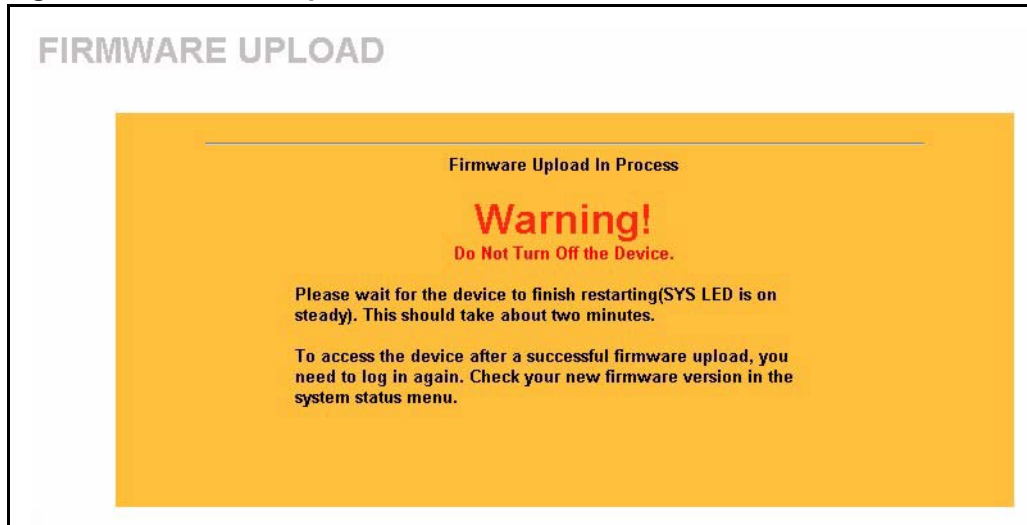 FIRMWARE UPLOAD
Firmware Upload In Process
Warning!
Do Not Turn Off the Device.
Please wait for the device to finish restarting(SYS LED is on
steady). This should take about two minutes.
To access the device after a successful firmware upload, you
need to log in again. Check your new firmware version in the
system status menu.